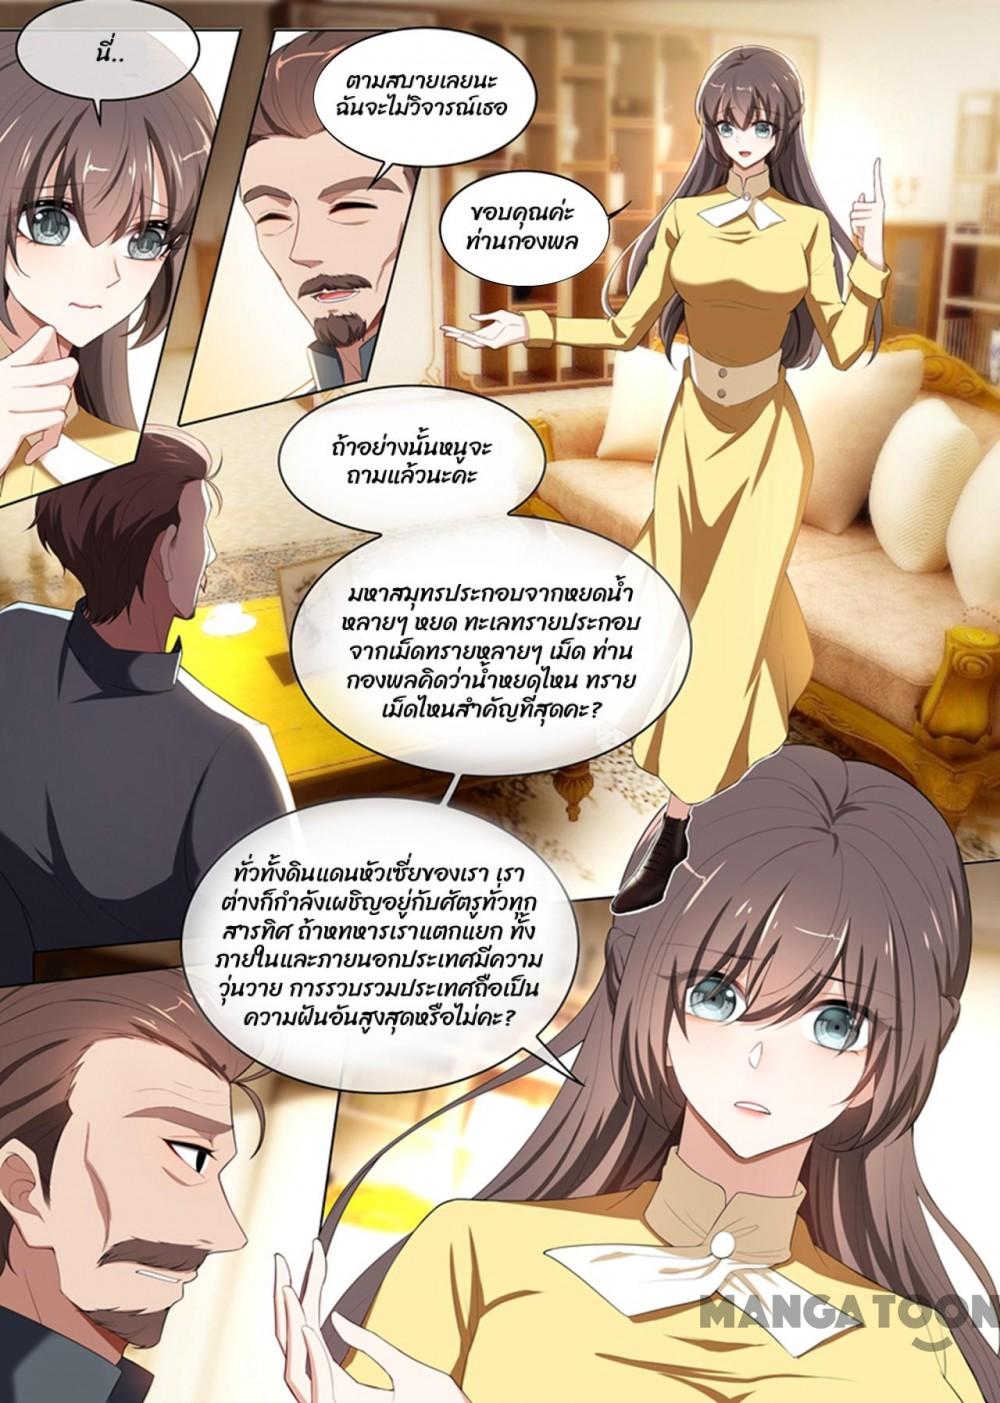 นี่..
ตามสบายเลยนะ
ฉันจะไม่วิจารณ์เธอ
ขอบคุณค่ะ
ท่านกองพล
ถ้าอย่างนั้นหนูจะ
ถามแล้วนะคะ
มหาสมุทรประกอบจากหยดน้ำ
หลายๆ หยด ทะเลทรายประกอบ
จากเม็ดทรายหลายๆ เม็ด ท่าน
กองพลคิดว่าน้ำหยดไหน ทราย
เม็ดไหนสำคัญที่สุดคะ?
ทั่วทั้งดินแดนหัวเซี่ยของเรา เรา
ต่างก็กำลังเผชิญอยู่กับศัตรูทั่วทุก
สารทิศ ถ้าหทหารเราแตกแยก ทั้ง
ภายในและภายนอกประเทศมีความ
วุ่นวาย การรวบรวมประเทศถือเป็น
ความฝันอันสูงสุดหรือไม่คะ?
MANGATOON